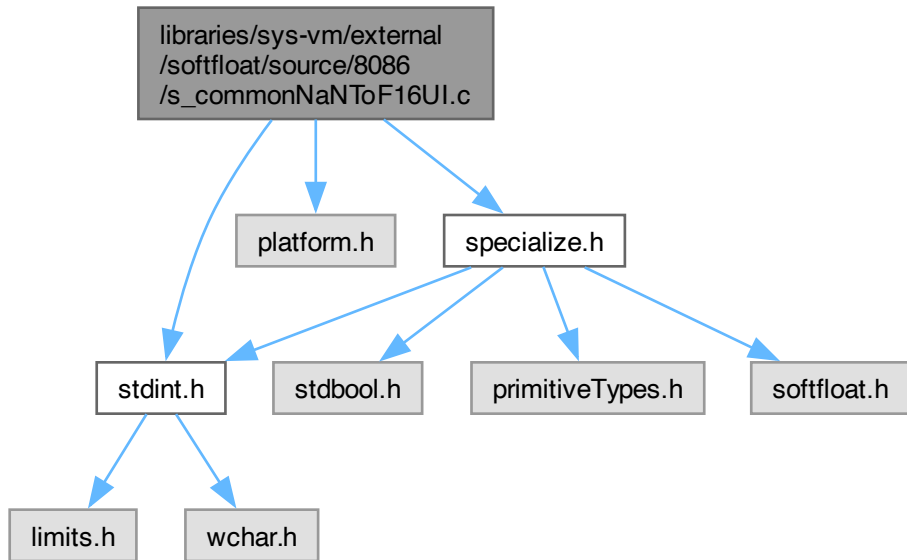 libraries/sys-vm/external
/softfloat/source/8086
/s_commonNaNToF16UI.c
platform.h
specialize.h
stdint.h
stdbool.h
primitiveTypes.h
softfloat.h
limits.h
wchar.h